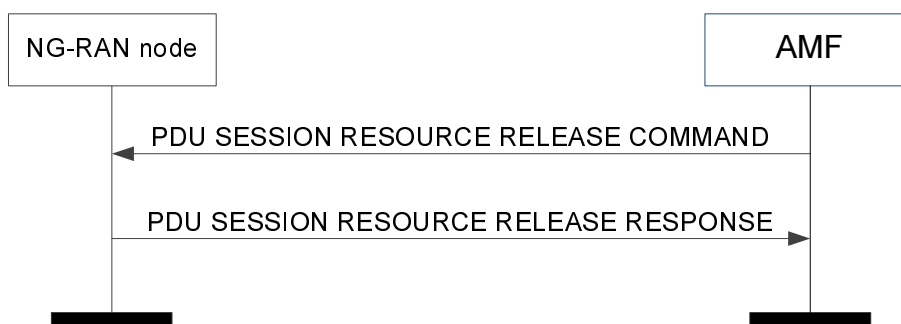 NG-RAN node
AMF
PDU SESSION RESOURCE RELEASE COMMAND
PDU SESSION RESOURCE RELEASE RESPONSE